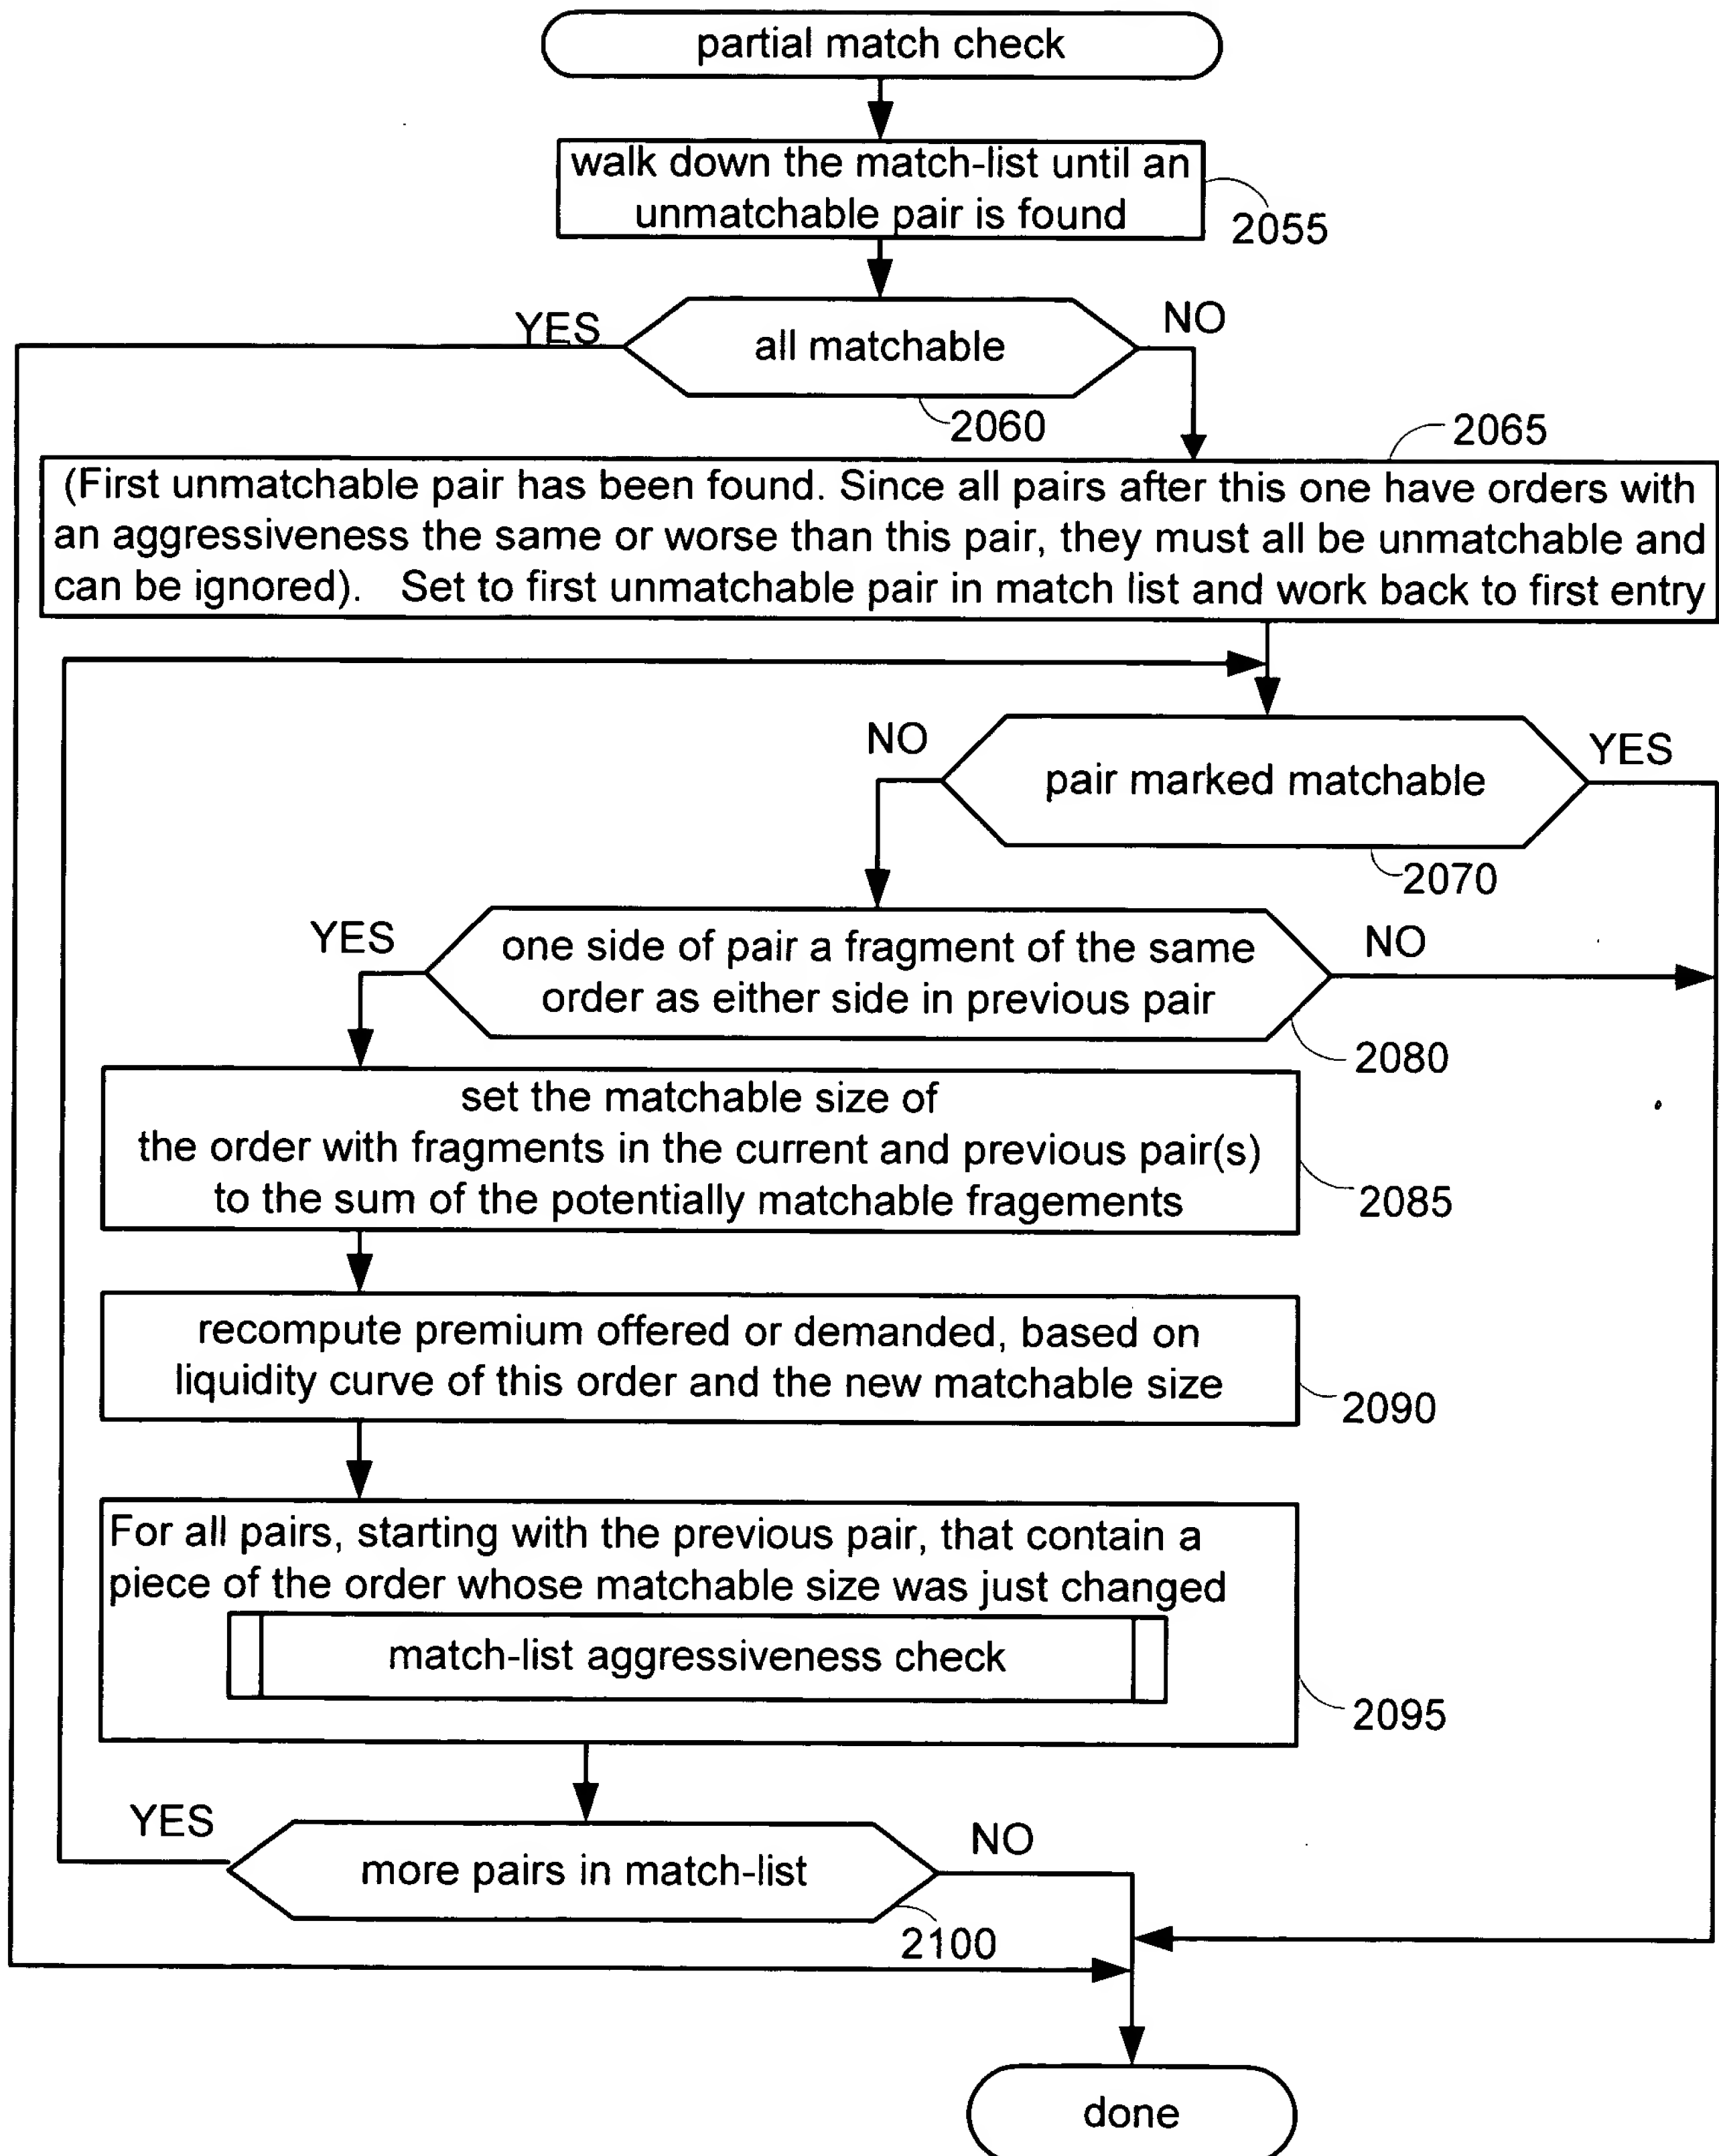 partial match check
walk down the match-list until an
unmatchable pair is found
2055
YES
NO
all matchable
2060
2065
(First unmatchable pair has been found. Since all pairs after this one have orders with
an aggressiveness the same or worse than this pair, they must all be unmatchable and
can be ignored). Set to first unmatchable pair in match list and work back to first entry
NO
YES
pair marked matchable
2070
YES
NO
one side of pair a fragment of the same
order as either side in previous pair
2080
set the matchable size of
the order with fragments in the current and previous pair(s)
to the sum of the potentially matchable fragements
2085
recompute premium offered or demanded, based on
liquidity curve of this order and the new matchable size
2090
For all pairs, starting with the previous pair, that contain a
piece of the order whose matchable size was just changed
match-list aggressiveness check
2095
YES
NO
more pairs in match-list
2100
done